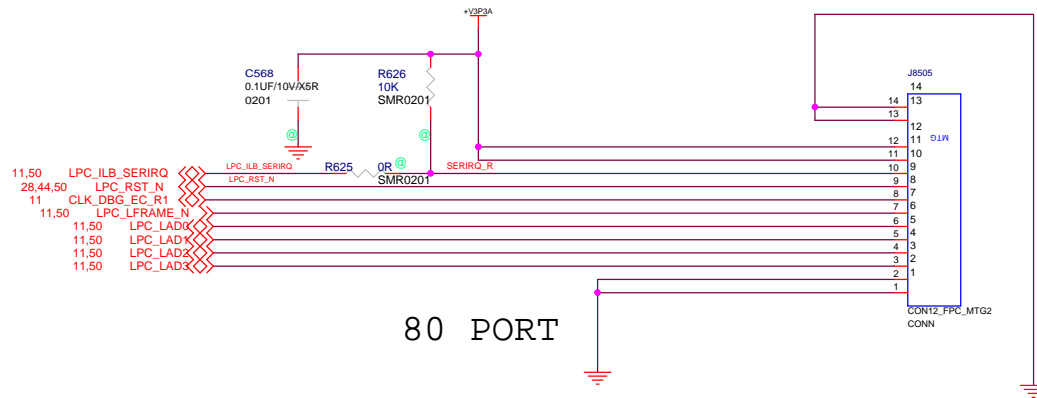 +V3P3A
C568
0.1UF/10V/X5R
0201
@
R626
10K
SMR0201
@
J8505
14
14 13
13
12
MTG
12 11
11 10
11,50 LPC_ILB_SERIRQ LPC_ILB_SERIRQ R625 0R @ SERIRQ_R 10 9
SMR0201
28,44,50 LPC_RST_N LPC_RST_N 9 8
11 CLK_DBG_EC_R1 8 7
11,50 LPC_LFRAME_N 7 6
11,50 LPC_LAD0 6 5
11,50 LPC_LAD1 5 4
11,50 LPC_LAD2 4 3
11,50 LPC_LAD3 3 2
2 1
1
CON12_FPC_MTG2
CONN
80 PORT